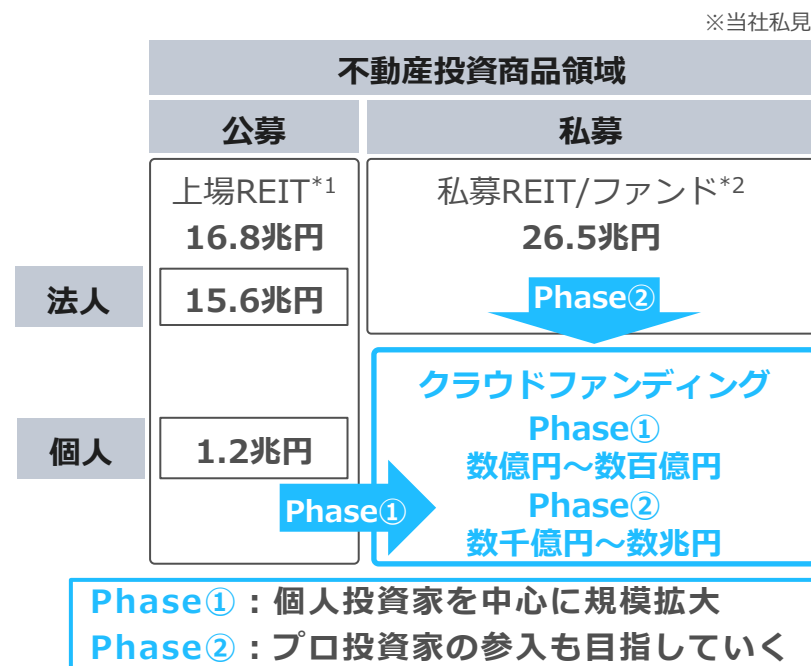 ※当社私見
不動産投資商品領域
公募
私募
上場REIT*1
16.8兆円
私募REIT/ファンド*2
26.5兆円
法人
15.6兆円
Phase②
クラウドファンディング
Phase①
数億円～数百億円
Phase②
数千億円～数兆円
個人
1.2兆円
Phase①
Phase①：個人投資家を中心に規模拡大
Phase②：プロ投資家の参入も目指していく